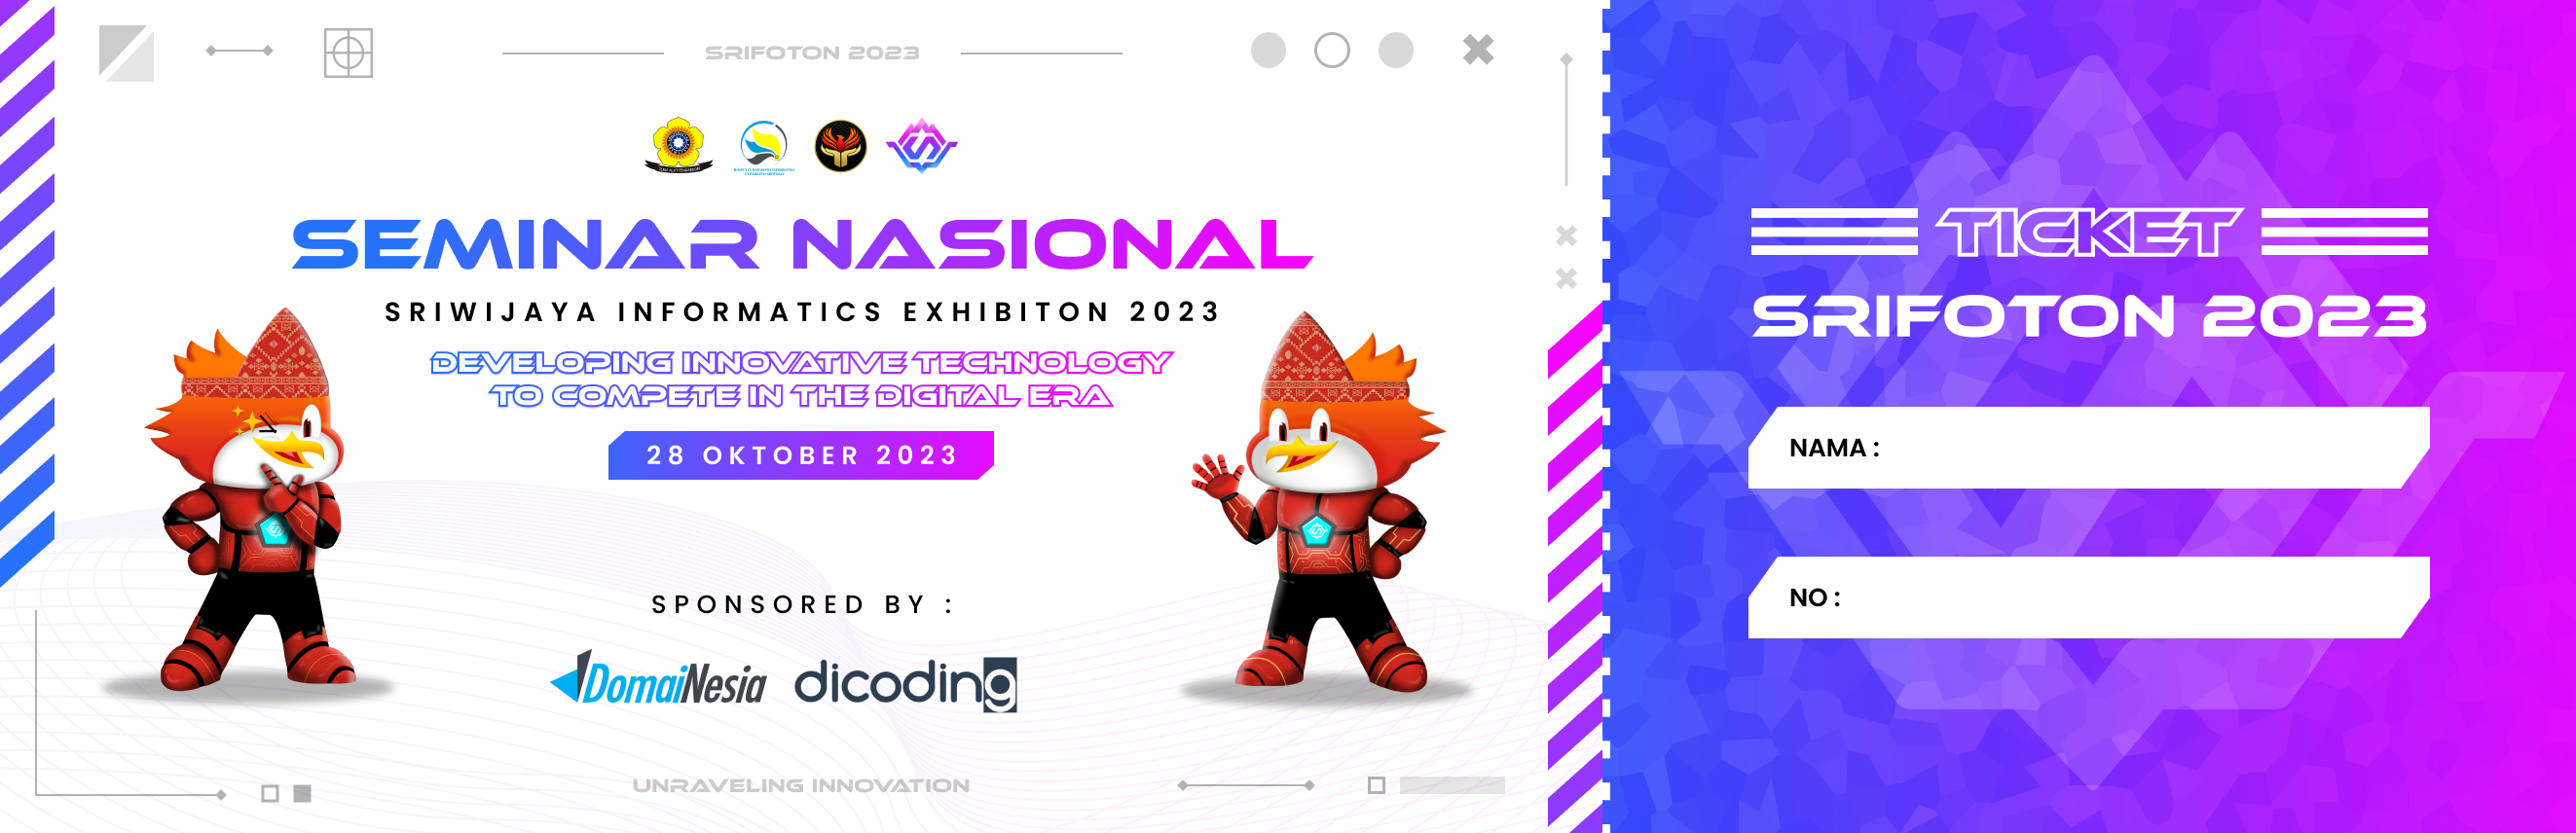 SRIFOTON 2023
SEMINAR NASIONAL
SRIWIJAYA INFORMATICS EXHIBITON 2023
DEVELOPING INNOVATIVE TECHNOLOGY
TO COMPETE IN THE DIGITAL ERA
28 OKTOBER 2023
SPONSORED BY :
DomaiNesia
dicoding
UNRAVELING INNOVATION
TICKET
SRIFOTON 2023
NAMA :
NO :